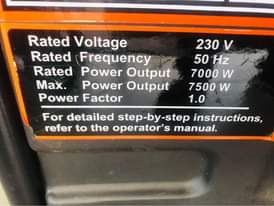 Rated Voltage 230 V
Rated Frequency 50 Hz
Rated Power Output 7000 W
Max. Power Output 7500 W
Power Factor 1.0
For detailed step-by-step instructions,
refer to the operator's manual.